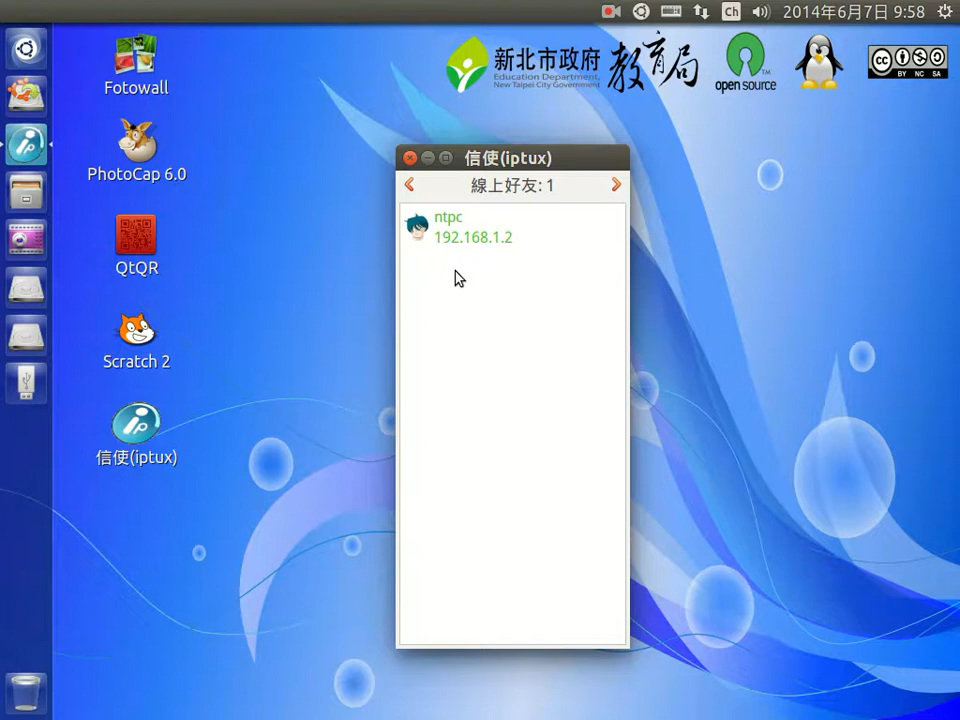 Ch
2014年6月7日 9:58
Fotowall
PhotoCap 6.0
QtQR
Scratch 2
信使(iptux)
新北市政府
Education Department,
New Taipei City Government
教育局
open source
TM
cc
BY NC SA
信使(iptux)
線上好友: 1
ntpc
192.168.1.2